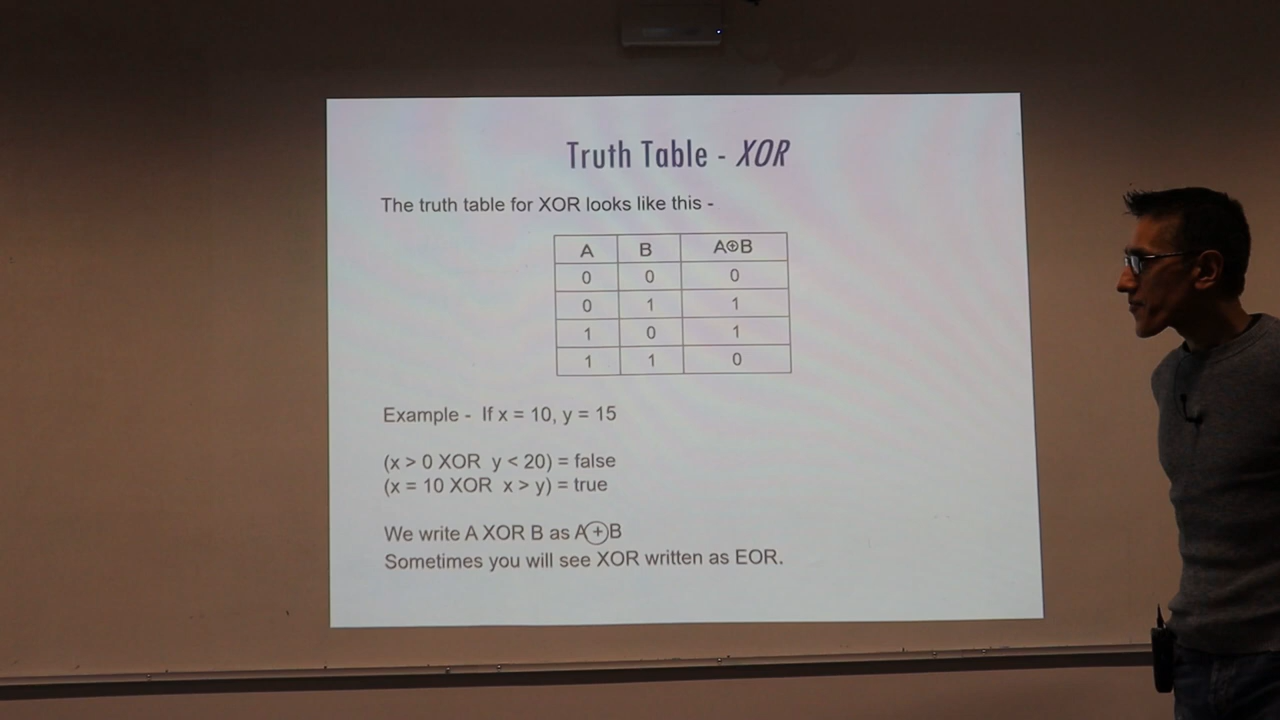 Truth Table - XOR
The truth table for XOR looks like this -
A B A⊕B
0 0 0
0 1 1
1 0 1
1 1 0
Example - If x = 10, y = 15
(x > 0 XOR y < 20) = false
(x = 10 XOR x > y) = true
We write A XOR B as A⊕B
Sometimes you will see XOR written as EOR.